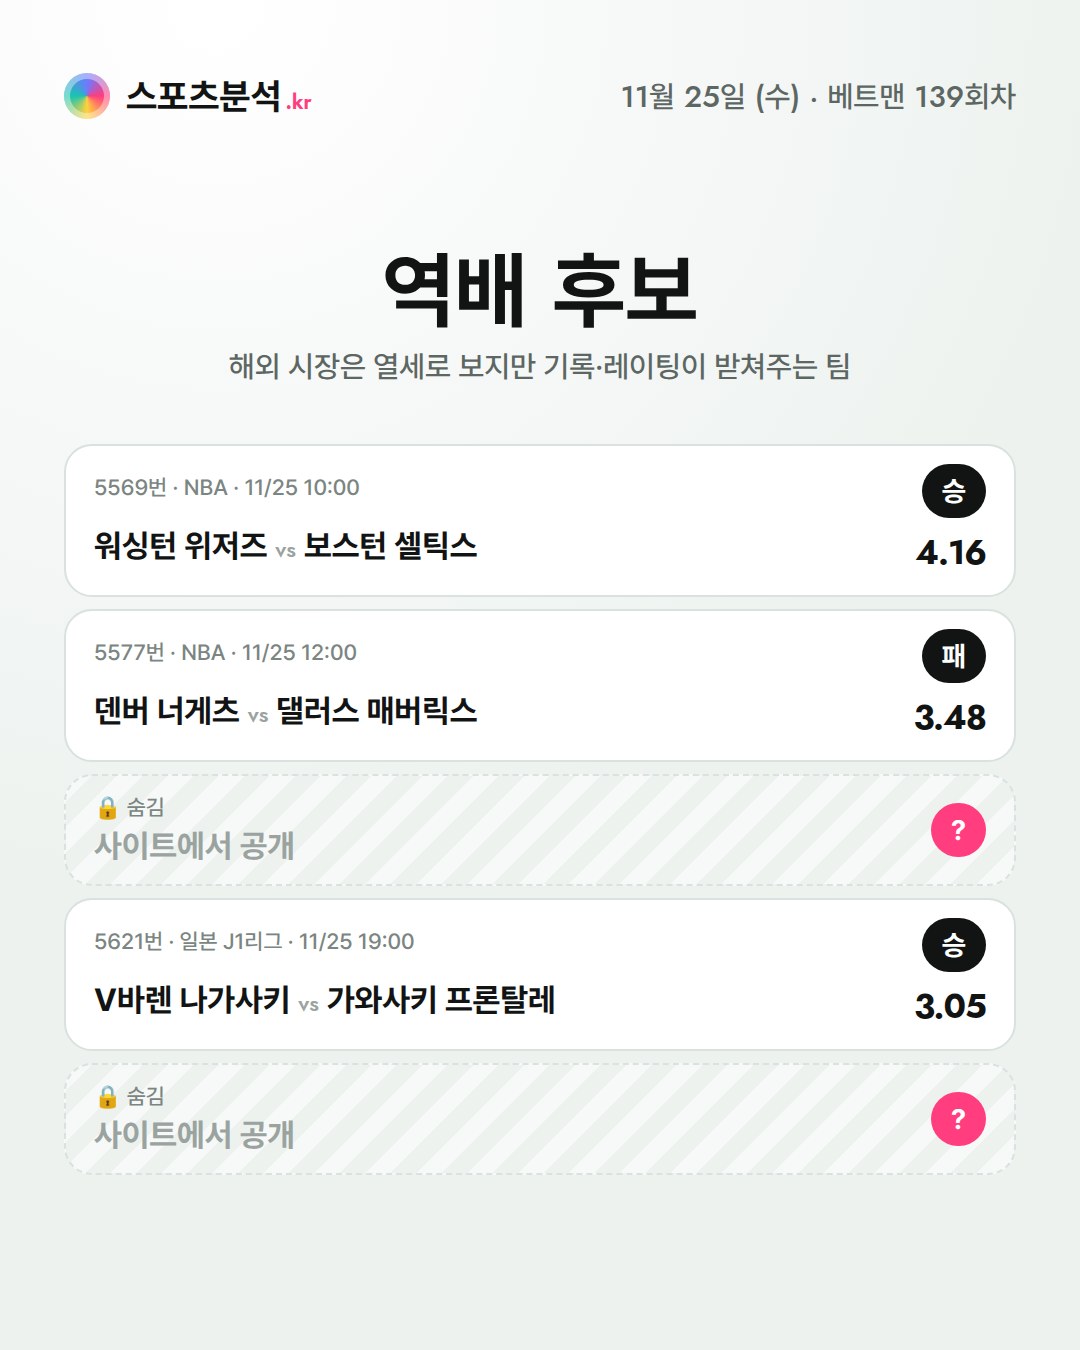 스포츠분석.kr
11월 25일 (수) · 베트맨 139회차
역배 후보
해외 시장은 열세로 보지만 기록·레이팅이 받쳐주는 팀
5569번 · NBA · 11/25 10:00
승
워싱턴 위저즈 vs 보스턴 셀틱스
4.16
5577번 · NBA · 11/25 12:00
패
덴버 너게츠 vs 댈러스 매버릭스
3.48
🔒 숨김
사이트에서 공개
?
5621번 · 일본 J1리그 · 11/25 19:00
승
V바렌 나가사키 vs 가와사키 프론탈레
3.05
🔒 숨김
사이트에서 공개
?